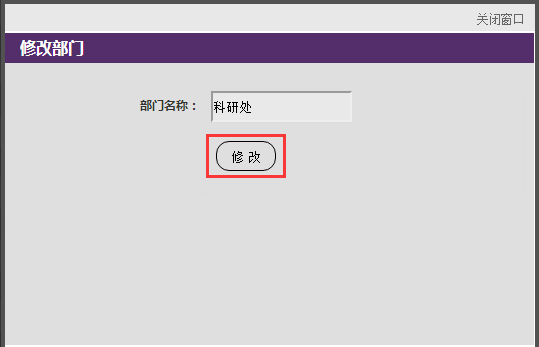 关闭窗口
修改部门
部门名称： 科研处
修 改